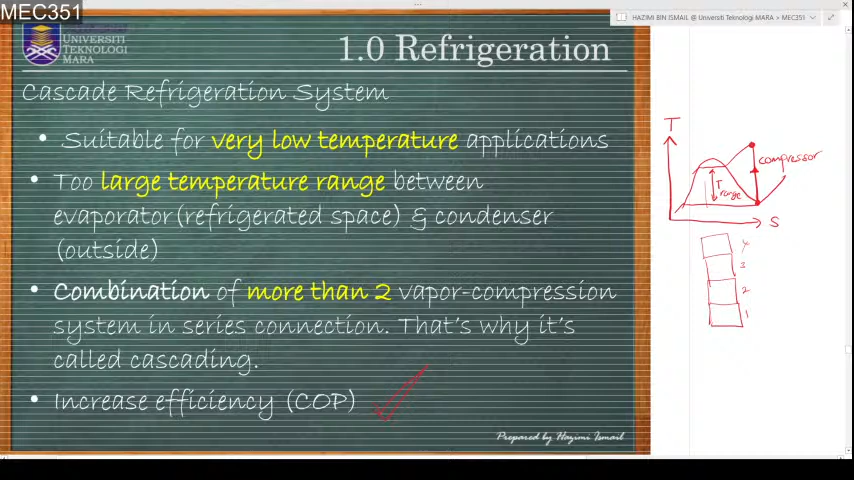 MEC351
HAZIMI BIN ISMAIL @ Universiti Teknologi MARA > MEC351
UNIVERSITI
TEKNOLOGI
MARA
1.0 Refrigeration
Cascade Refrigeration System
• Suitable for very low temperature applications
• Too large temperature range between
evaporator(refrigerated space) & condenser
(outside)
• Combination of more than 2 vapor-compression
system in series connection. That's why it's
called cascading.
• Increase efficiency (COP)
Prepared by Hazimi Ismail
T
compressor
T
range
S
4
3
2
1